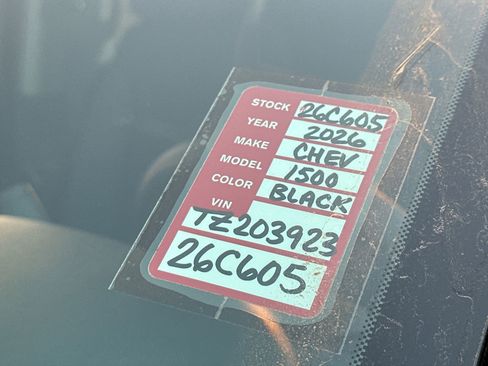 STOCK 26C605
YEAR 2026
MAKE CHEV
MODEL 1500
COLOR BLACK
VIN
TZ203923
26C605